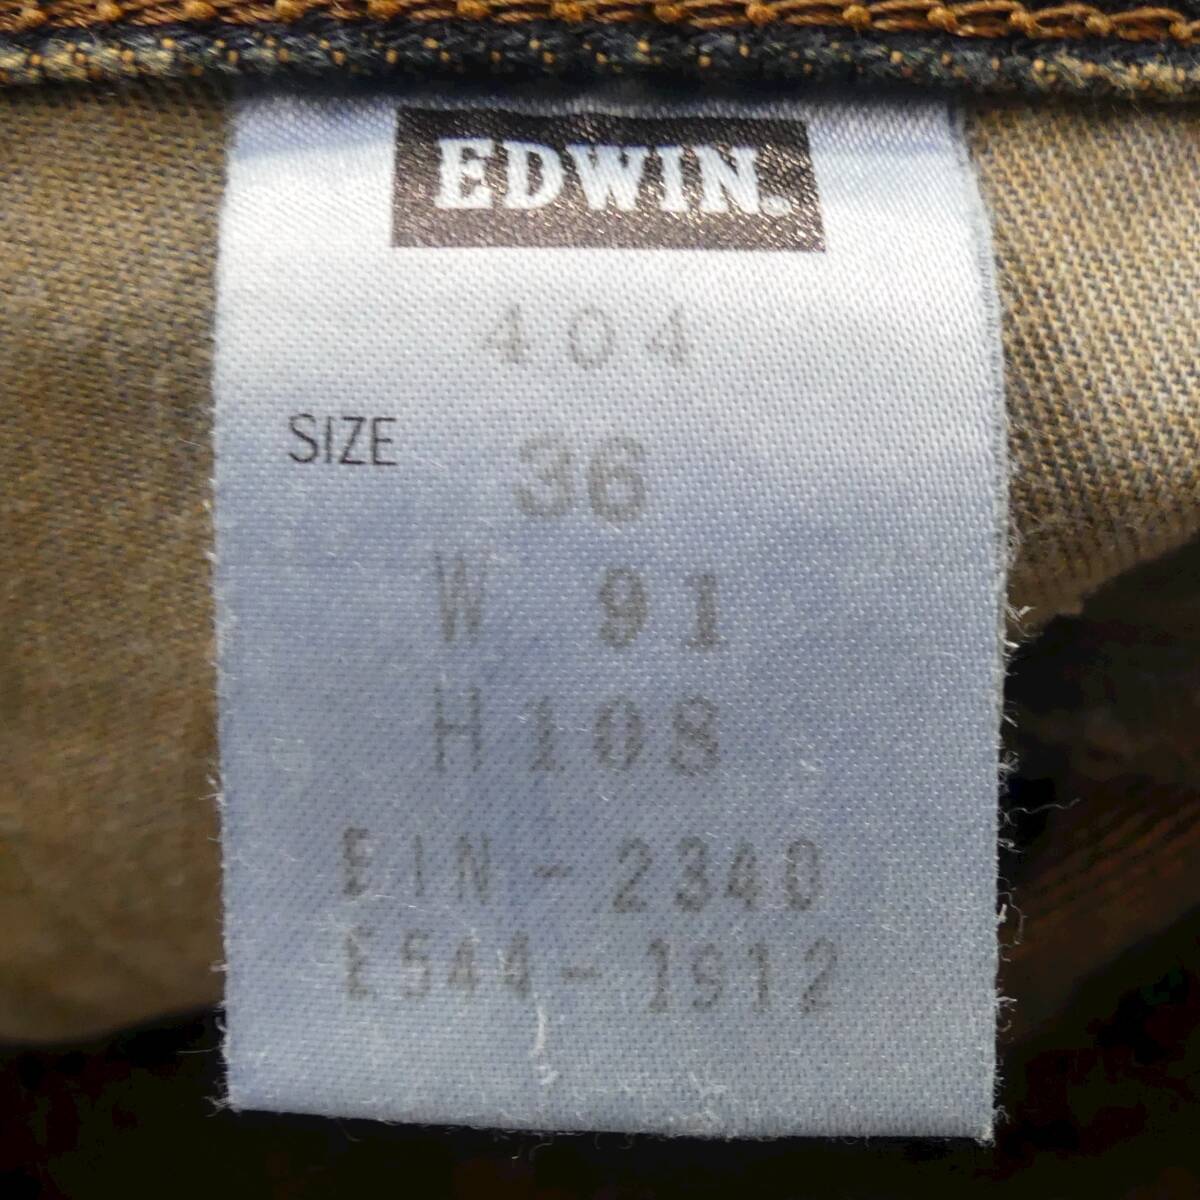 EDWIN.
404
SIZE 36
W 91
H108
EIN-2340
E544-1912